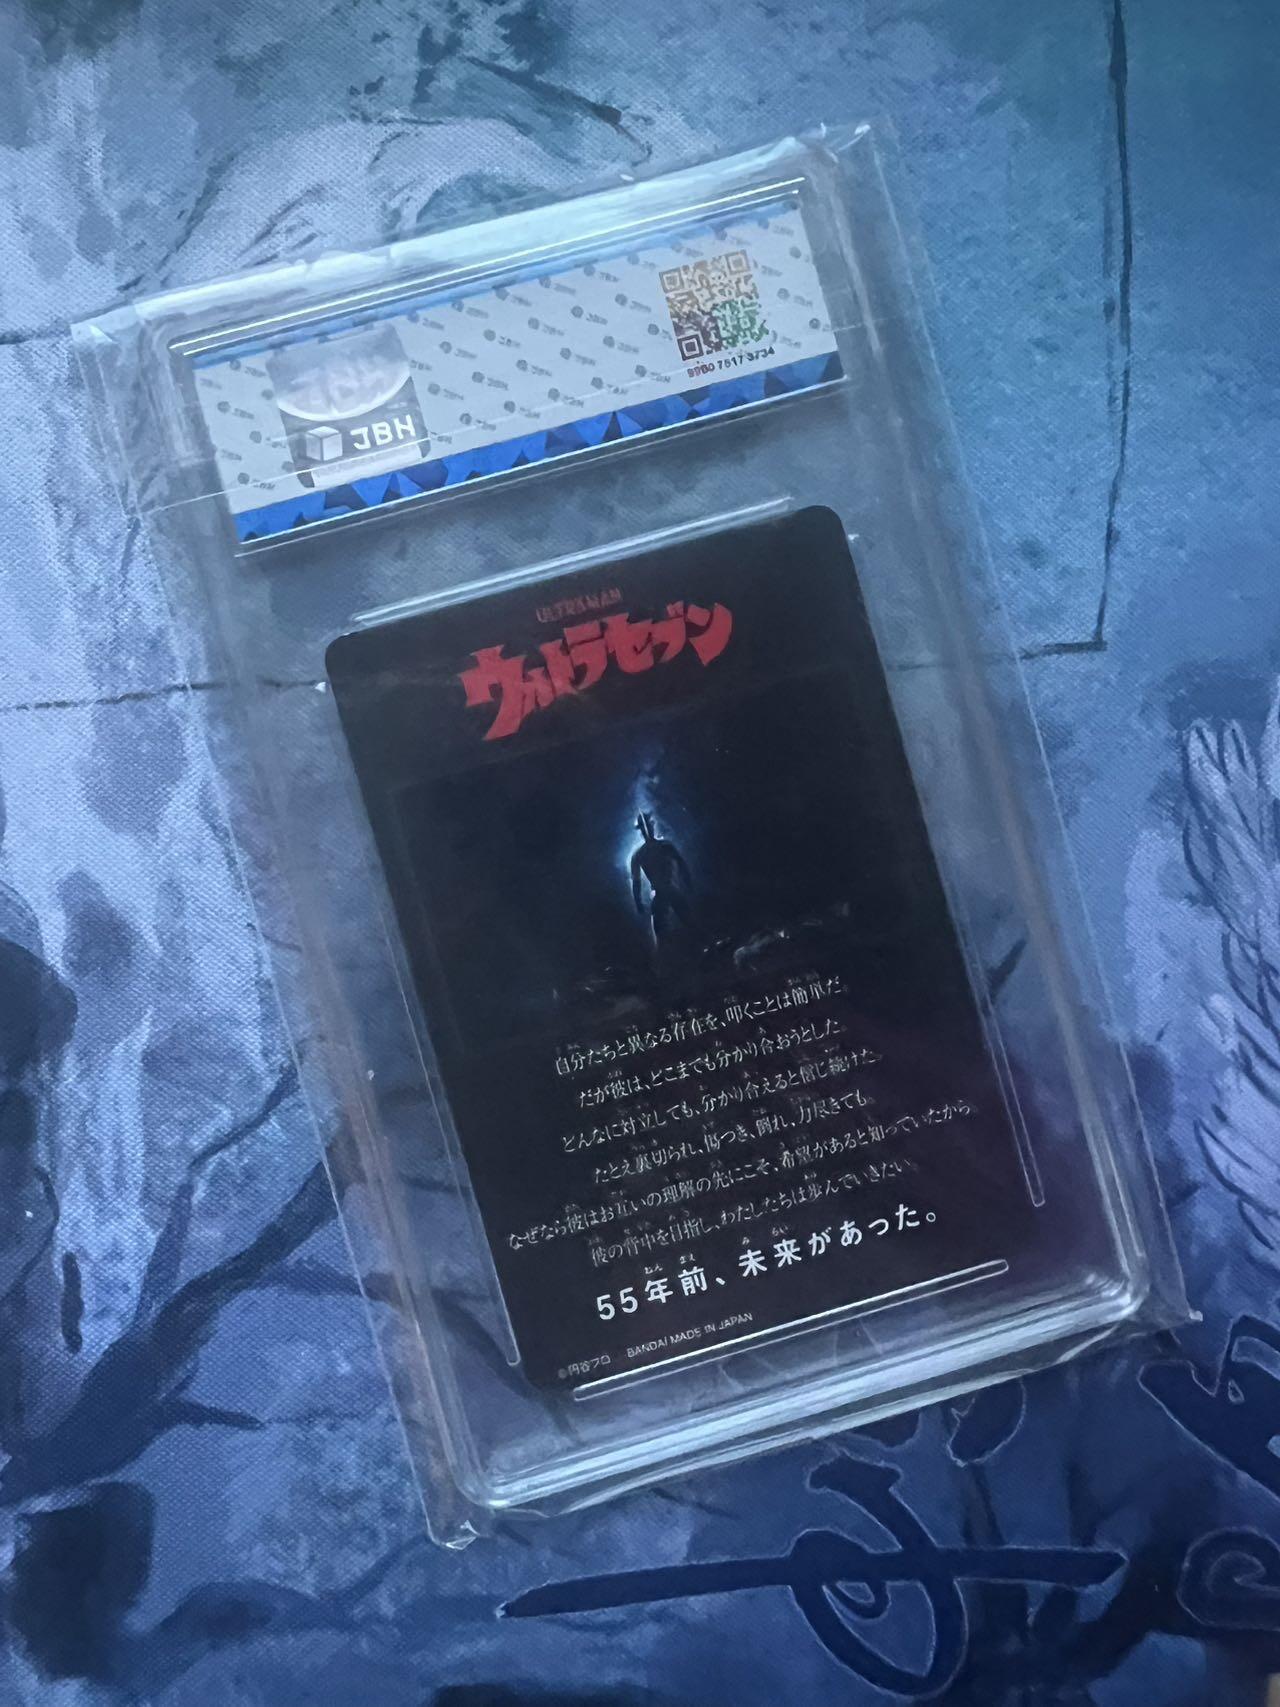 JBH
99B0 7517 3734
ULTRAMAN
ウルトラセブン
自分たちと異なる存在を、叩くことは簡単だ。
だが彼は、どこまでも分かり合おうとした。
どんなに対立しても、分かり合えると信じ続けた。
たとえ裏切られ、傷つき、倒れ、力尽きても。
なぜなら彼はお互いの理解の先にこそ、希望があると知っていたから。
彼の背中を目指し、わたしたちは歩んでいきたい。
55年前、未来があった。
©円谷プロ BANDAI MADE IN JAPAN